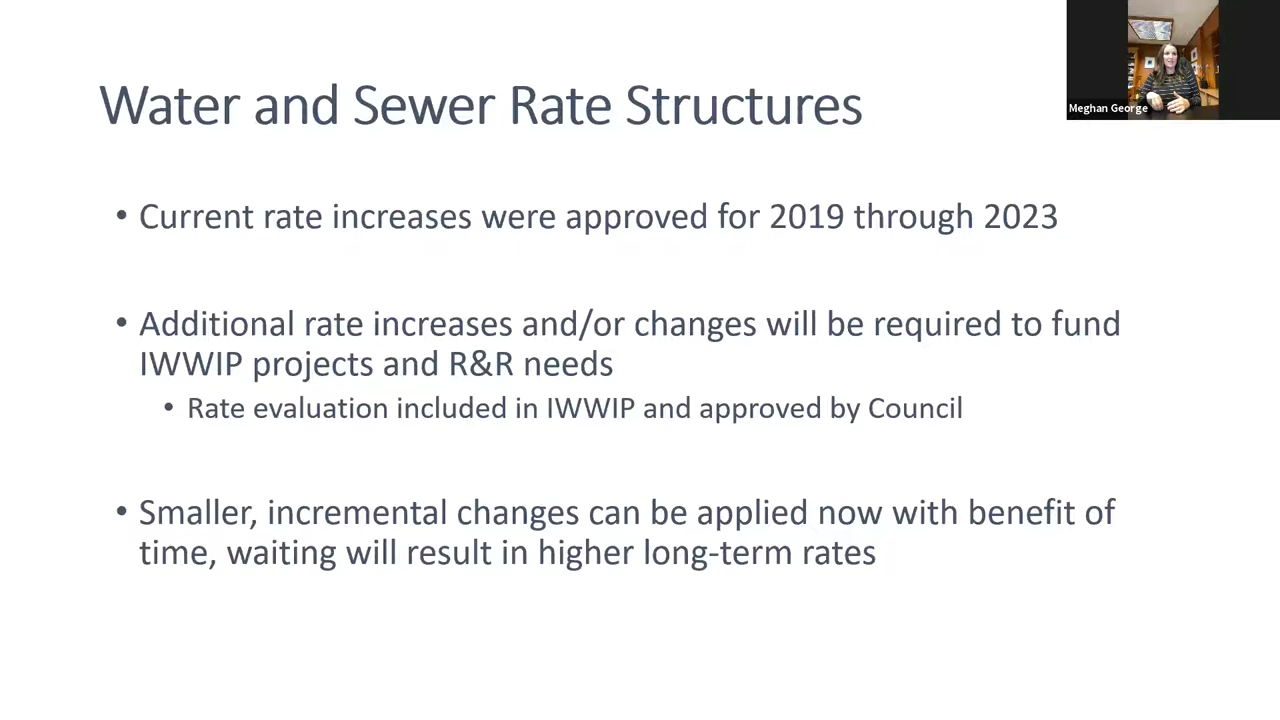 Water and Sewer Rate Structures
Meghan George
• Current rate increases were approved for 2019 through 2023
• Additional rate increases and/or changes will be required to fund
IWWIP projects and R&R needs
• Rate evaluation included in IWWIP and approved by Council
• Smaller, incremental changes can be applied now with benefit of
time, waiting will result in higher long-term rates